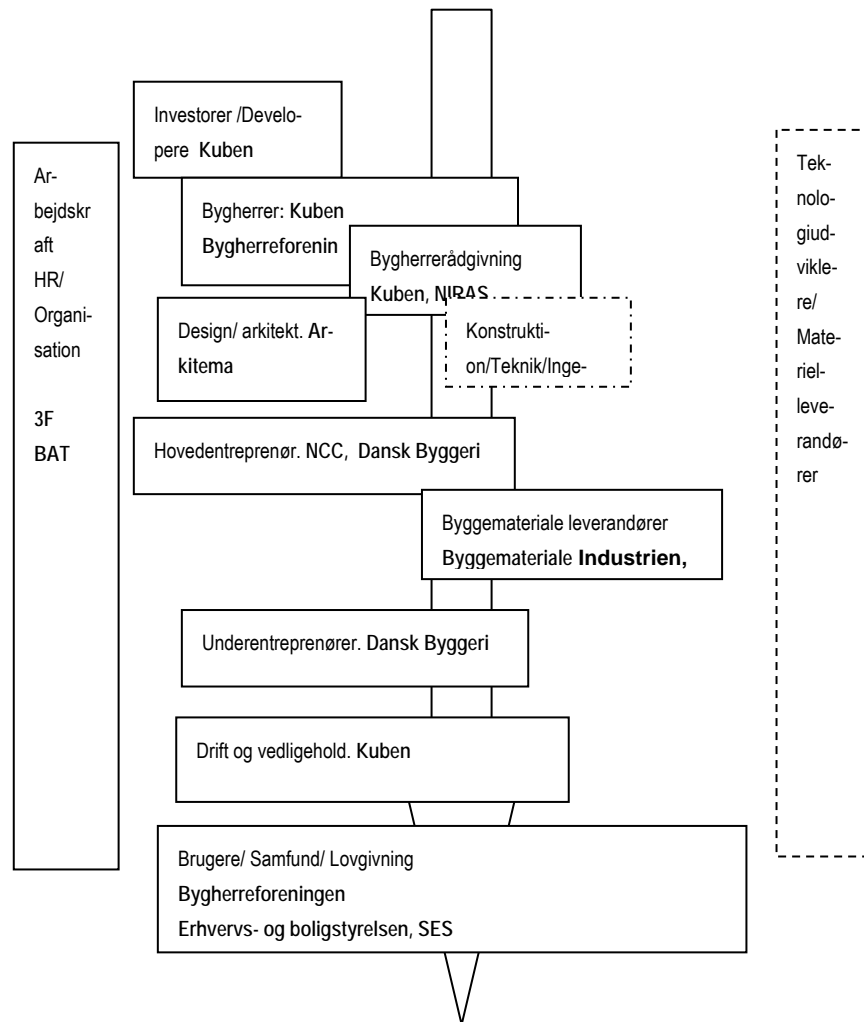 Investorer /Develo-
pere Kuben
Ar-
bejdskr
aft
HR/
Organi-
sation
3F
BAT
Tek-
nolo-
giud-
vikle-
re/
Mate-
riel-
leve-
randø-
rer
Bygherrer: Kuben
Bygherreforenin
Bygherrerådgivning
Kuben, NIRAS
Design/ arkitekt. Ar-
kitema
Konstrukti-
on/Teknik/Inge-
Hovedentreprenør. NCC, Dansk Byggeri
Byggemateriale leverandører
Byggemateriale Industrien,
Underentreprenører. Dansk Byggeri
Drift og vedligehold. Kuben
Brugere/ Samfund/ Lovgivning
Bygherreforeningen
Erhvervs- og boligstyrelsen, SES